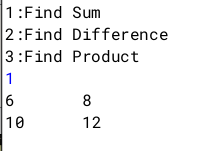 1:Find Sum
2:Find Difference
3:Find Product
1
6 8
10 12